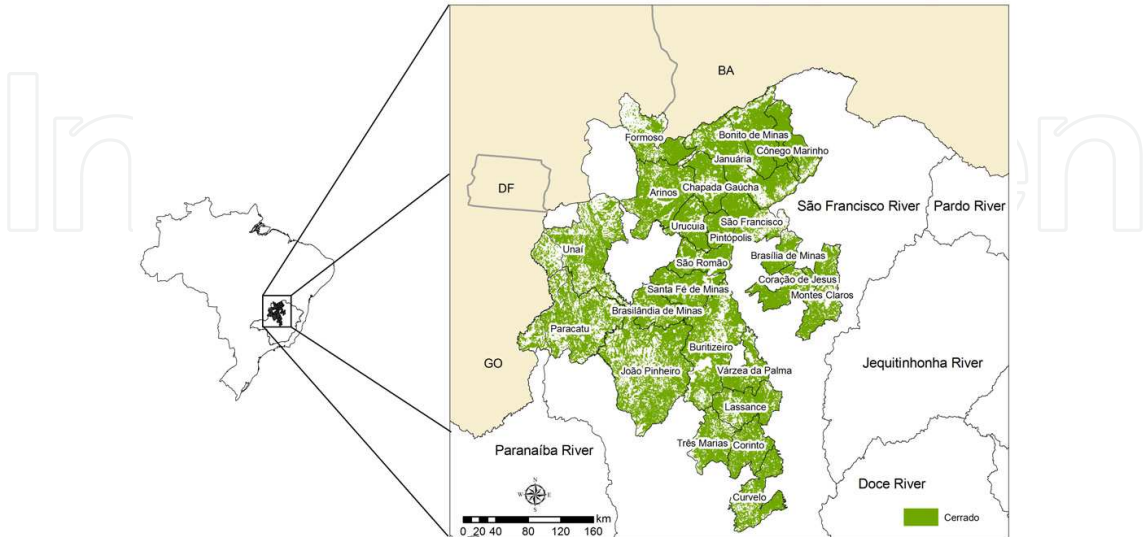 BA
Formoso
Bonito de Minas
Cônego Marinho
Januária
DF
Arinos
Chapada Gaúcha
São Francisco River
Pardo River
Urucuia
São Francisco
Pintópolis
Unaí
São Romão
Brasília de Minas
Coração de Jesus
Santa Fé de Minas
Montes Claros
Brasilândia de Minas
Paracatu
Buritizeiro
GO
João Pinheiro
Várzea da Palma
Jequitinhonha River
Lassance
Três Marias
Corinto
Paranaíba River
Doce River
Curvelo
N
W E
S
km
0 20 40 80 120 160
Cerrado